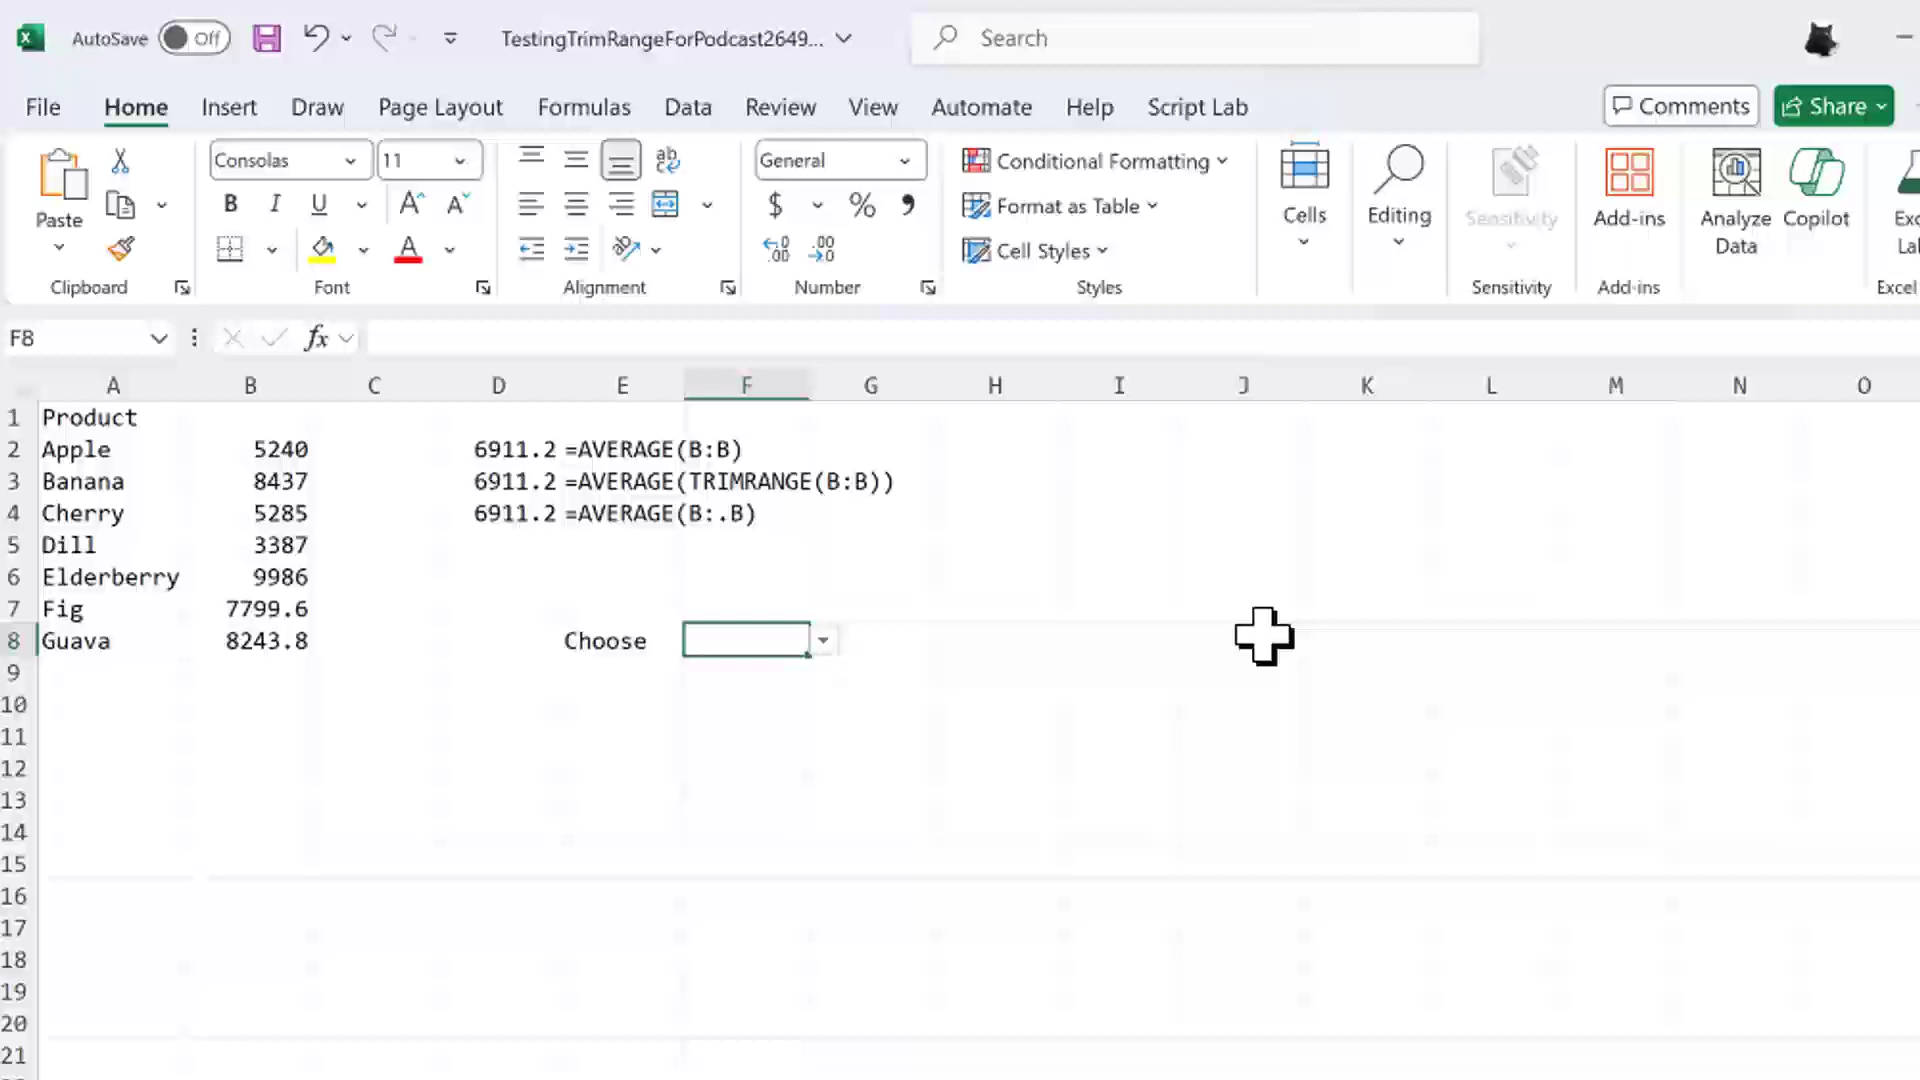 AutoSave Off TestingTrimRangeForPodcast2649... Search
File Home Insert Draw Page Layout Formulas Data Review View Automate Help Script Lab Comments Share
Paste
Clipboard
Consolas 11
B I U A A
A
Font
ab
Alignment
General
$ % 9
Number
Conditional Formatting
Format as Table
Cell Styles
Styles
Cells
Editing
Sensitivity
Sensitivity
Add-ins
Add-ins
Analyze Data
Copilot
Excel
F8 fx
A B C D E F G H I J K L M N O
1 Product
2 Apple 5240 6911.2 =AVERAGE(B:B)
3 Banana 8437 6911.2 =AVERAGE(TRIMRANGE(B:B))
4 Cherry 5285 6911.2 =AVERAGE(B:.B)
5 Dill 3387
6 Elderberry 9986
7 Fig 7799.6
8 Guava 8243.8 Choose
9
10
11
12
13
14
15
16
17
18
19
20
21